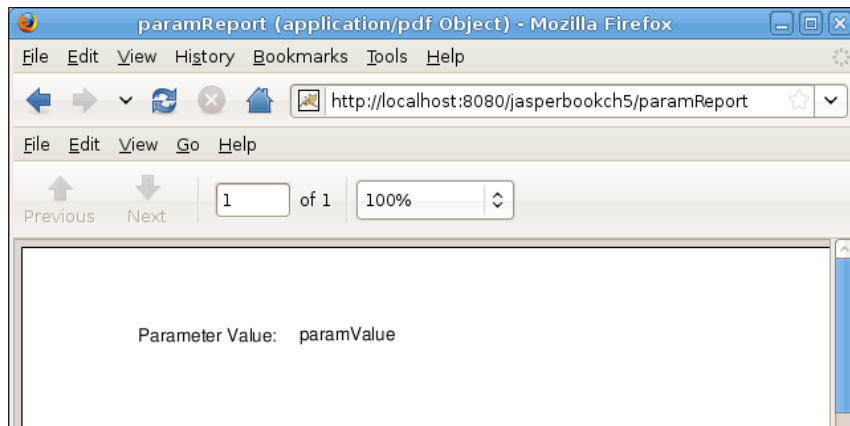 paramReport (application/pdf Object) - Mozilla Firefox
File Edit View History Bookmarks Tools Help
http://localhost:8080/jasperbookch5/paramReport
File Edit View Go Help
Previous Next 1 of 1 100%
Parameter Value: paramValue